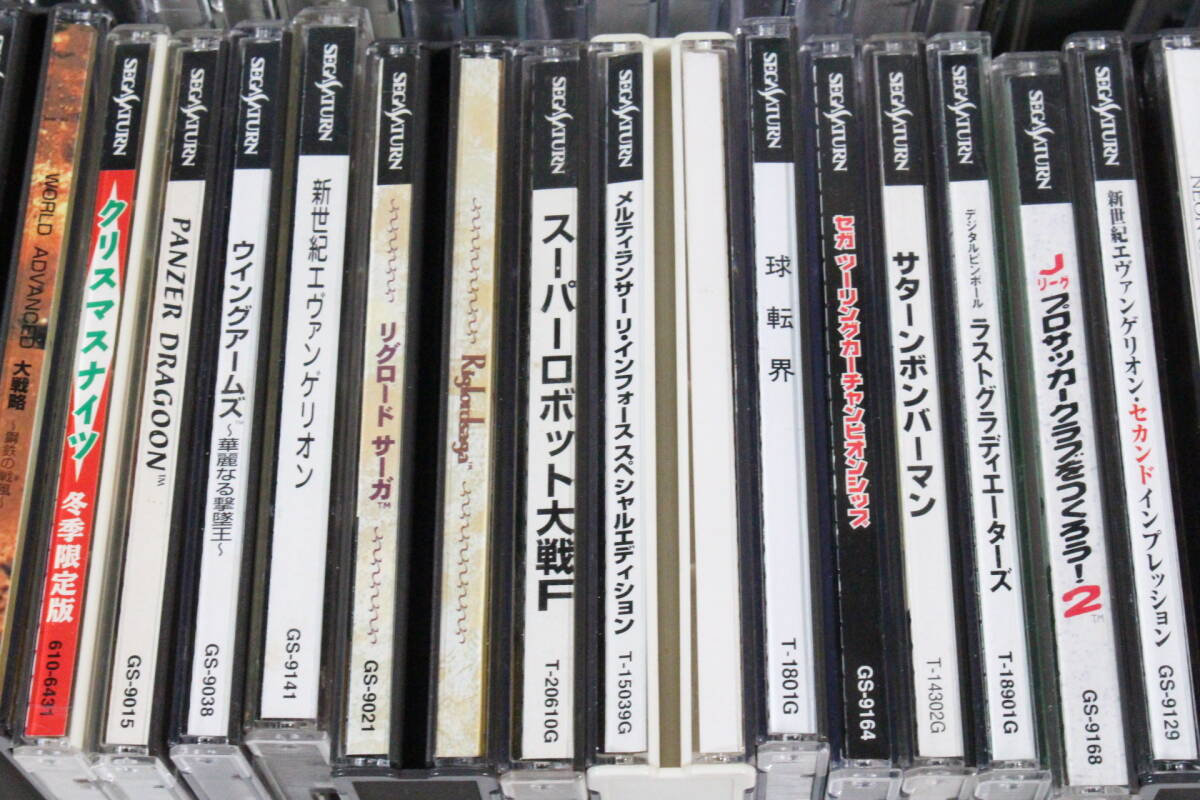 WORLD ADVANCED 大戦略 ～鋼鉄の戦風～
SEGA SATURN
クリスマスナイツ
冬季限定版
610-6431
SEGA SATURN
PANZER DRAGOON™
GS-9015
SEGA SATURN
ウイングアームズ™
～華麗なる撃墜王～
GS-9038
SEGA SATURN
新世紀エヴァンゲリオン
GS-9141
SEGA SATURN
リグロード サーガ™
GS-9021
Riglordsaga™
SEGA SATURN
スーパーロボット大戦F
T-20610G
SEGA SATURN
メルティランサーリ・インフォース スペシャルエディション
T-15039G
SEGA SATURN
球転界
T-1801G
SEGA SATURN
セガ ツーリングカーチャンピオンシップ
GS-9164
SEGA SATURN
サターンボンバーマン
T-14302G
SEGA SATURN
デジタルピンボール
ラストグラディエーターズ
T-18901G
SEGA SATURN
Jリーグ
プロサッカークラブをつくろう！2™
GS-9168
SEGA SATURN
新世紀エヴァンゲリオン・セカンドインプレッション
GS-9129